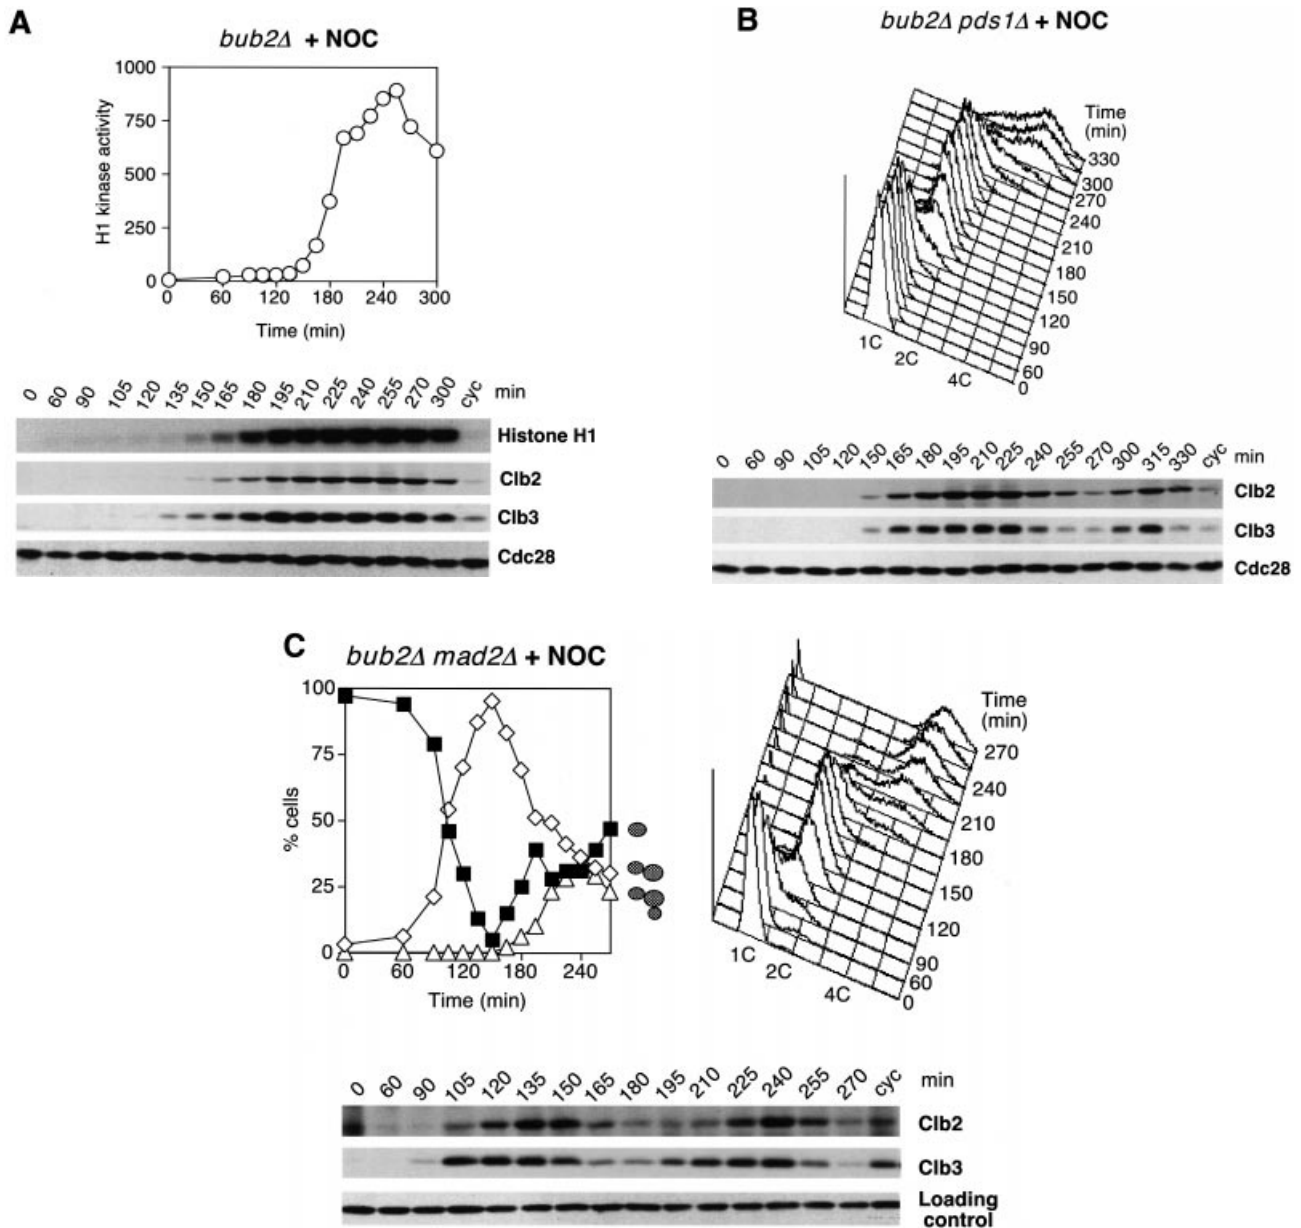 A
bub2Δ + NOC
1000
750
500
250
0
H1 kinase activity
0 60 120 180 240 300
Time (min)
0 60 90 105 120 135 150 165 180 195 210 225 240 255 270 300 cyc min
Histone H1
Clb2
Clb3
Cdc28
B
bub2Δ pds1Δ + NOC
Time
(min)
330
300
270
240
210
180
150
120
90
60
0
1C 2C 4C
0 60 90 105 120 150 165 180 195 210 225 240 255 270 300 315 330 cyc min
Clb2
Clb3
Cdc28
C
bub2Δ mad2Δ + NOC
100
75
50
25
0
% cells
0 60 120 180 240
Time (min)
Time
(min)
270
240
210
180
150
120
90
60
0
1C 2C 4C
0 60 90 105 120 135 150 165 180 195 210 225 240 255 270 cyc min
Clb2
Clb3
Loading
control